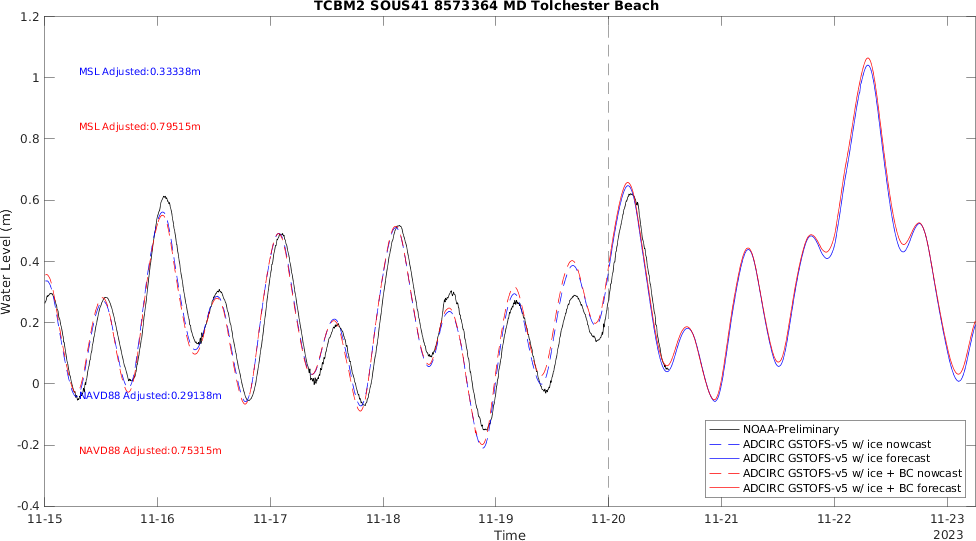 TCBM2 SOUS41 8573364 MD Tolchester Beach
Water Level (m)
1.2
1
0.8
0.6
0.4
0.2
0
-0.2
-0.4
MSL Adjusted:0.33338m
MSL Adjusted:0.79515m
NAVD88 Adjusted:0.29138m
NAVD88 Adjusted:0.75315m
NOAA-Preliminary
ADCIRC GSTOFS-v5 w/ ice nowcast
ADCIRC GSTOFS-v5 w/ ice forecast
ADCIRC GSTOFS-v5 w/ ice + BC nowcast
ADCIRC GSTOFS-v5 w/ ice + BC forecast
11-15 11-16 11-17 11-18 11-19 11-20 11-21 11-22 11-23
Time
2023